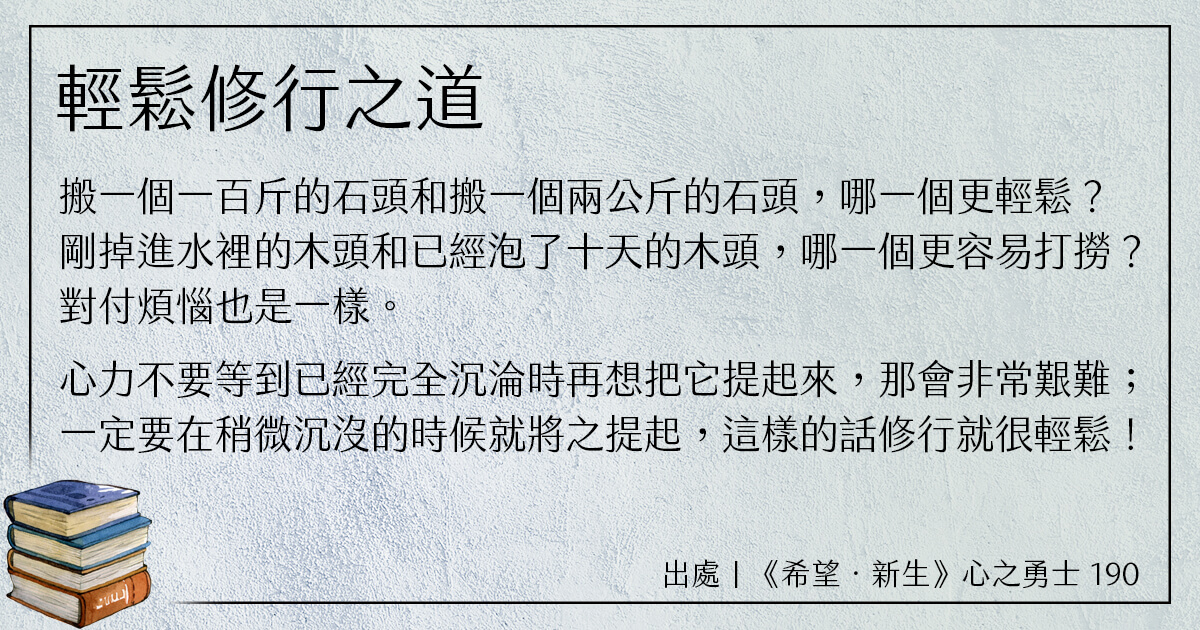 輕鬆修行之道
搬一個一百斤的石頭和搬一個兩公斤的石頭，哪一個更輕鬆？
剛掉進水裡的木頭和已經泡了十天的木頭，哪一個更容易打撈？
對付煩惱也是一樣。
心力不要等到已經完全沉淪時再想把它提起來，那會非常艱難；
一定要在稍微沉沒的時候就將之提起，這樣的話修行就很輕鬆！
出處｜《希望．新生》心之勇士 190